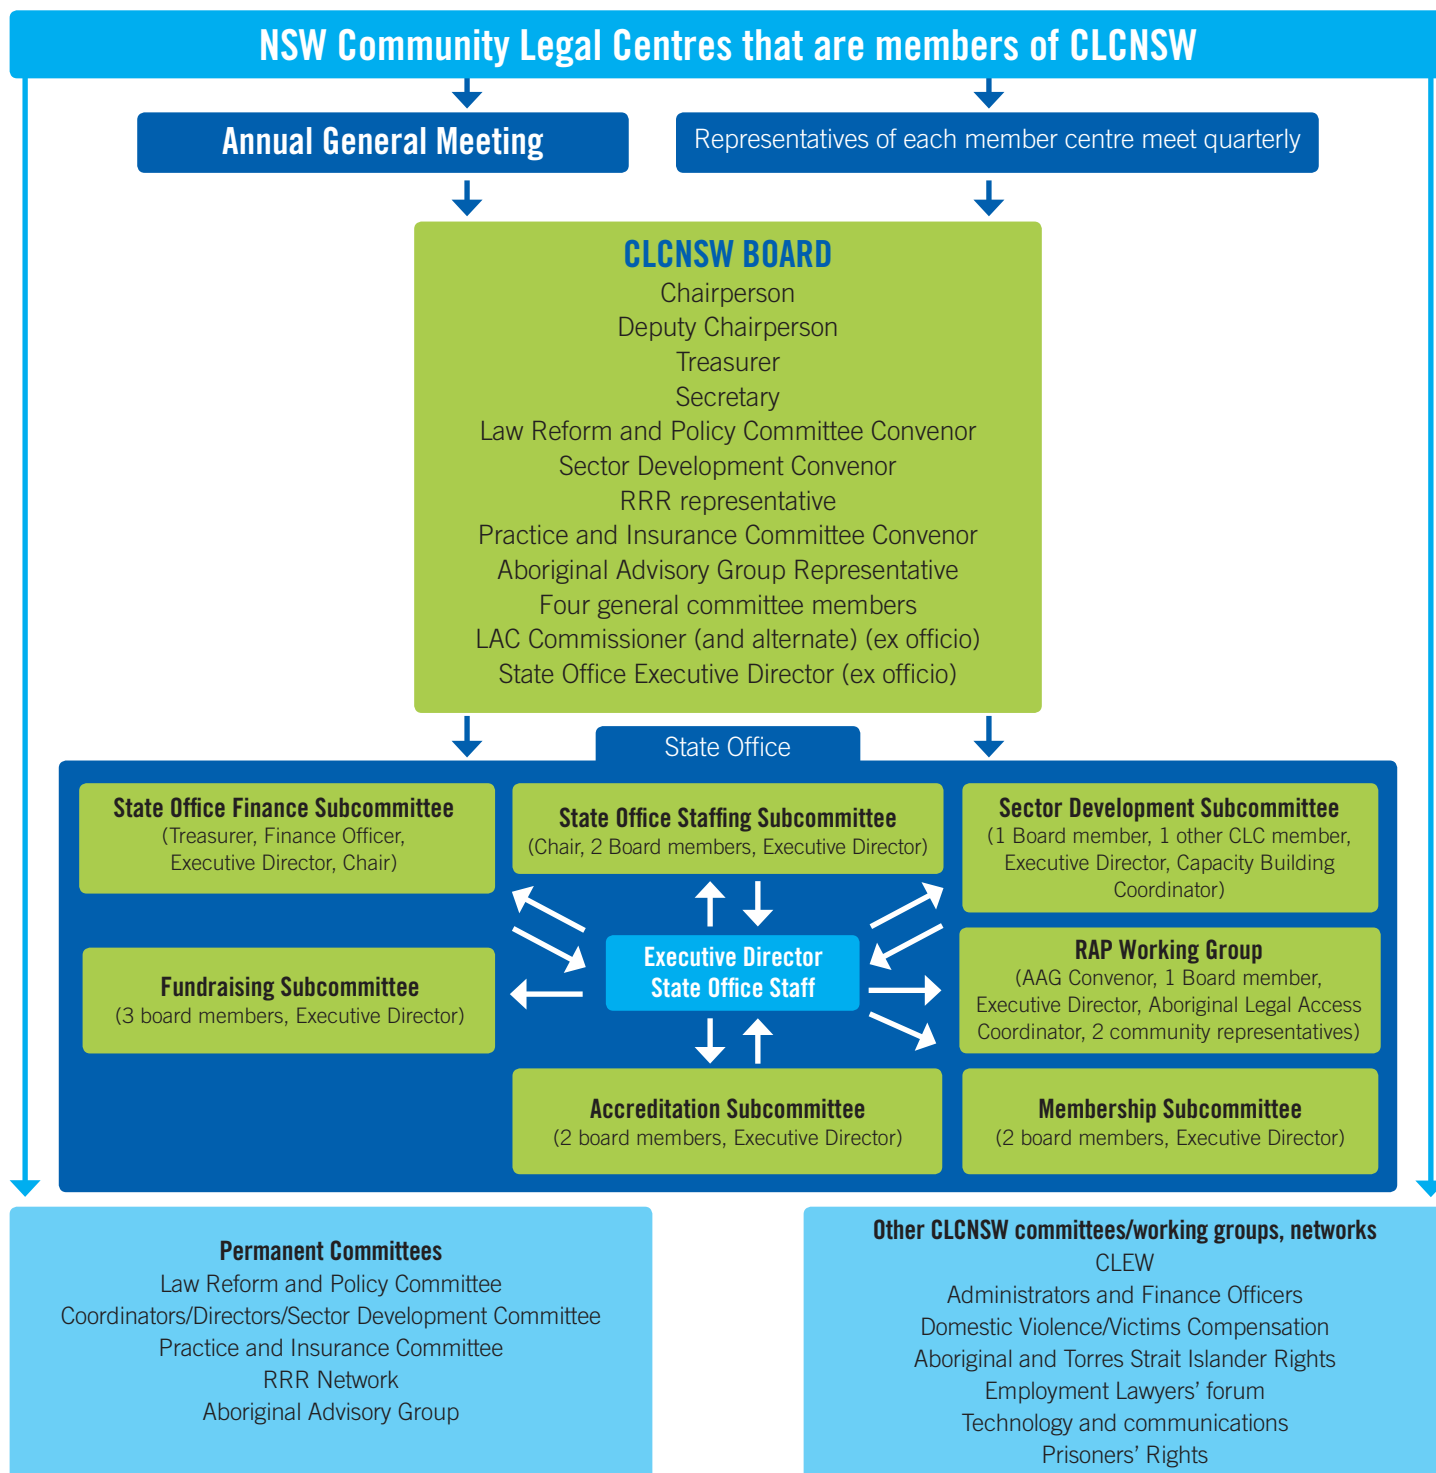 NSW Community Legal Centres that are members of CLCNSW
Annual General Meeting
Representatives of each member centre meet quarterly
CLCNSW BOARD
Chairperson
Deputy Chairperson
Treasurer
Secretary
Law Reform and Policy Committee Convenor
Sector Development Convenor
RRR representative
Practice and Insurance Committee Convenor
Aboriginal Advisory Group Representative
Four general committee members
LAC Commissioner (and alternate) (ex officio)
State Office Executive Director (ex officio)
State Office
State Office Finance Subcommittee
(Treasurer, Finance Officer,
Executive Director, Chair)
State Office Staffing Subcommittee
(Chair, 2 Board members, Executive Director)
Sector Development Subcommittee
(1 Board member, 1 other CLC member,
Executive Director, Capacity Building
Coordinator)
Fundraising Subcommittee
(3 board members, Executive Director)
Executive Director
State Office Staff
RAP Working Group
(AAG Convenor, 1 Board member,
Executive Director, Aboriginal Legal Access
Coordinator, 2 community representatives)
Accreditation Subcommittee
(2 board members, Executive Director)
Membership Subcommittee
(2 board members, Executive Director)
Permanent Committees
Law Reform and Policy Committee
Coordinators/Directors/Sector Development Committee
Practice and Insurance Committee
RRR Network
Aboriginal Advisory Group
Other CLCNSW committees/working groups, networks
CLEW
Administrators and Finance Officers
Domestic Violence/Victims Compensation
Aboriginal and Torres Strait Islander Rights
Employment Lawyers' forum
Technology and communications
Prisoners' Rights